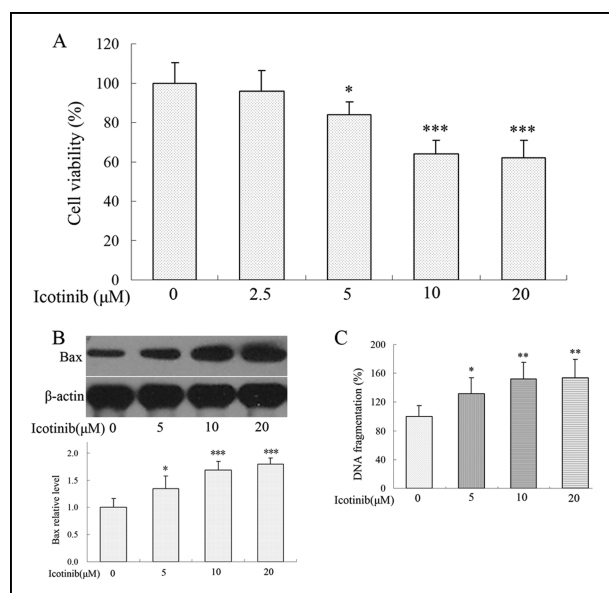 A
120
100
80
60
40
20
0
Cell viability (%)
*
***
***
Icotinib (μM) 0 2.5 5 10 20
B
Bax
β-actin
Icotinib(μM) 0 5 10 20
2.0
1.5
1.0
0.5
0.0
Bax relative level
*
***
***
Icotinib(μM) 0 5 10 20
C
200
160
120
80
40
0
DNA fragmentation (%)
*
**
**
Icotinib(μM) 0 5 10 20